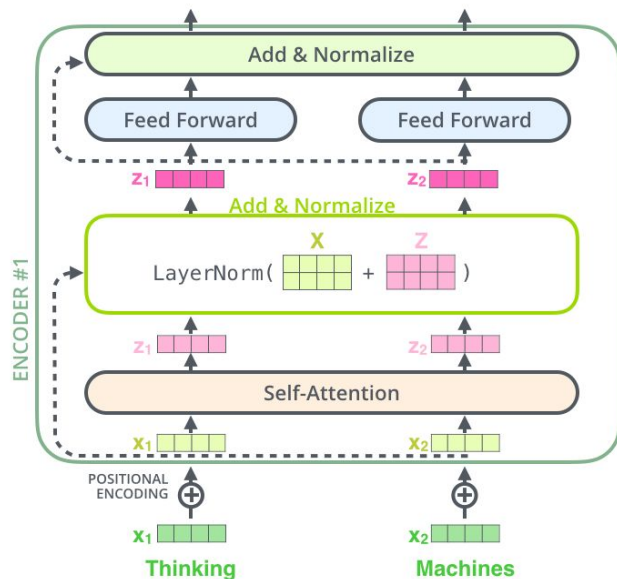 Add & Normalize
Feed Forward Feed Forward
z1 z2
Add & Normalize
X Z
LayerNorm( + )
ENCODER #1
z1 z2
Self-Attention
x1 x2
POSITIONAL
ENCODING
x1 x2
Thinking Machines